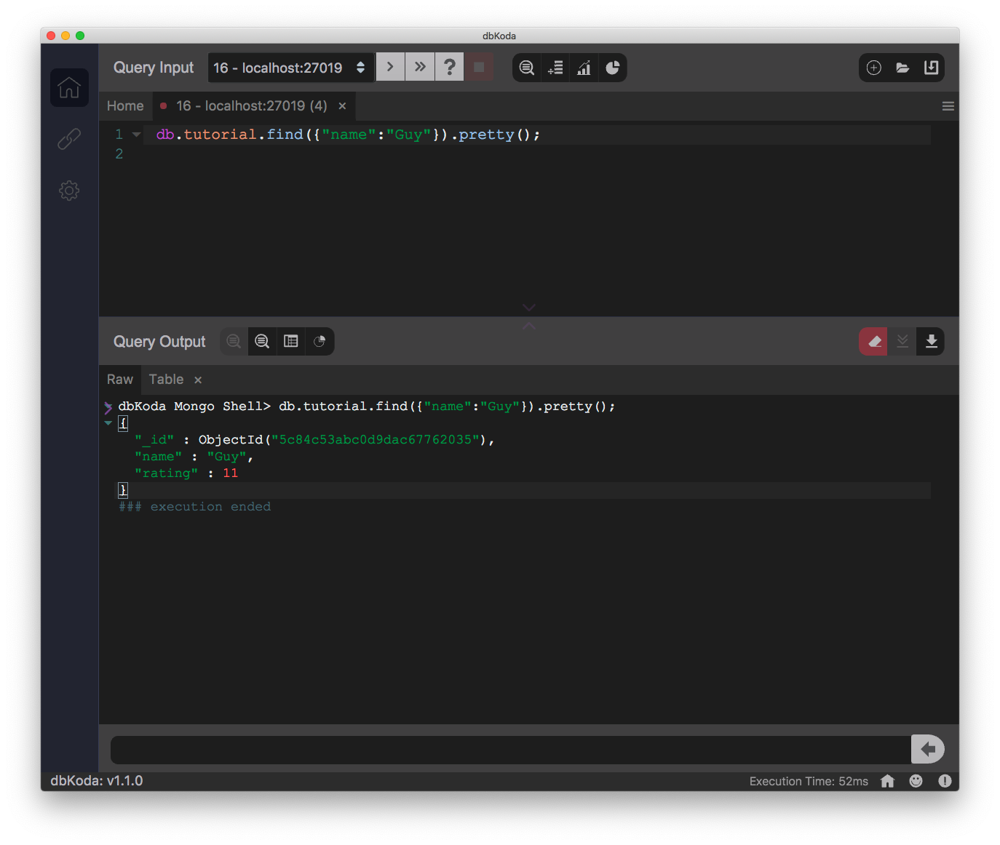 dbKoda
Query Input 16 - localhost:27019
Home 16 - localhost:27019 (4) ×
1 db.tutorial.find({"name":"Guy"}).pretty();
2
Query Output
Raw Table ×
dbKoda Mongo Shell> db.tutorial.find({"name":"Guy"}).pretty();
{
"_id" : ObjectId("5c84c53abc0d9dac67762035"),
"name" : "Guy",
"rating" : 11
}
### execution ended
dbKoda: v1.1.0 Execution Time: 52ms